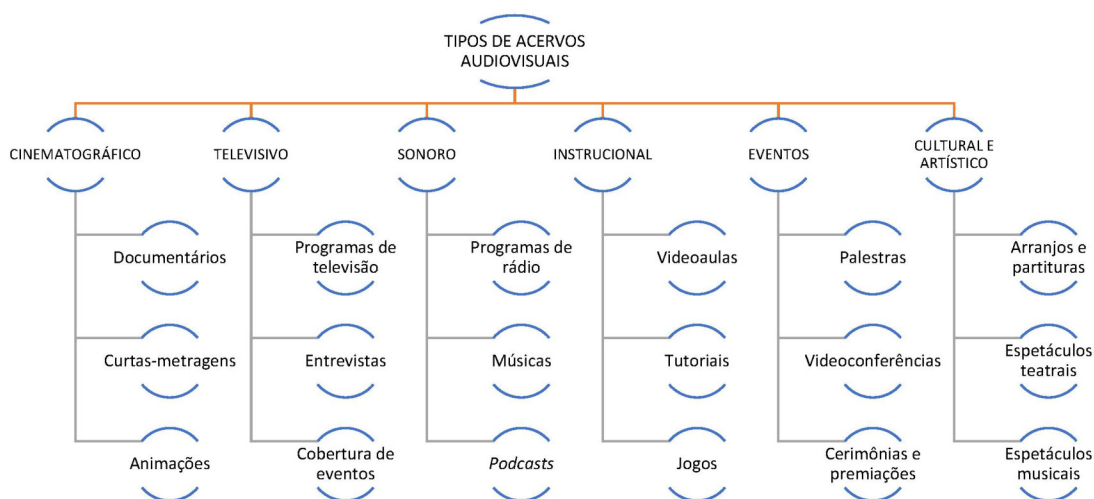 TIPOS DE ACERVOS
AUDIOVISUAIS
CINEMATOGRÁFICO
TELEVISIVO
SONORO
INSTRUCIONAL
EVENTOS
CULTURAL E
ARTÍSTICO
Documentários
Programas de
televisão
Programas de
rádio
Videoaulas
Palestras
Arranjos e
partituras
Curtas-metragens
Entrevistas
Músicas
Tutoriais
Videoconferências
Espetáculos
teatrais
Animações
Cobertura de
eventos
Podcasts
Jogos
Cerimônias e
premiações
Espetáculos
musicais